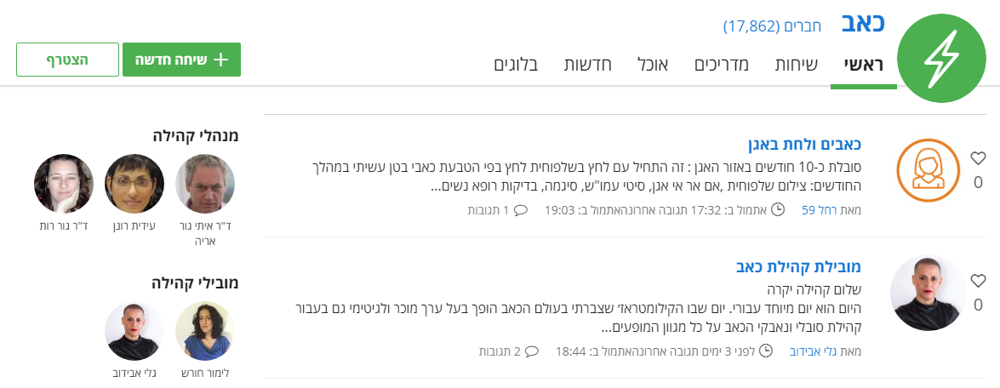 כאב
חברים (17,862)
ראשי
שיחות
מדריכים
אוכל
חדשות
בלוגים
+ שיחה חדשה
הצטרף
כאבים ולחת באגן
סובלת כ-10 חודשים באזור האגן : זה התחיל עם לחץ בשלפוחית לחץ בפי הטבעת כאבי בטן עשיתי במהלך
החודשים: צילום שלפוחית ,אם אר אי אגן, סיטי עמו"ש, סיגמה, בדיקות רופא נשים...
מאת רחל 59 אתמול ב: 17:32 תגובה אחרונהאתמול ב: 19:03 1 תגובות
0
מובילת קהילת כאב
שלום קהילה יקרה
היום הוא יום מיוחד עבורי. יום שבו הקילומטראז' שצברתי בעולם הכאב הופך בעל ערך מוכר ולגיטימי גם בעבור
קהילת סובלי ונאבקי הכאב על כל מגוון המופעים...
מאת גלי אבידוב לפני 3 ימים תגובה אחרונהאתמול ב: 18:44 2 תגובות
0
מנהלי קהילה
ד"ר איתי גור
אריה
עידית רונן
ד"ר גור רות
מובילי קהילה
לימור חורש
גלי אבידוב